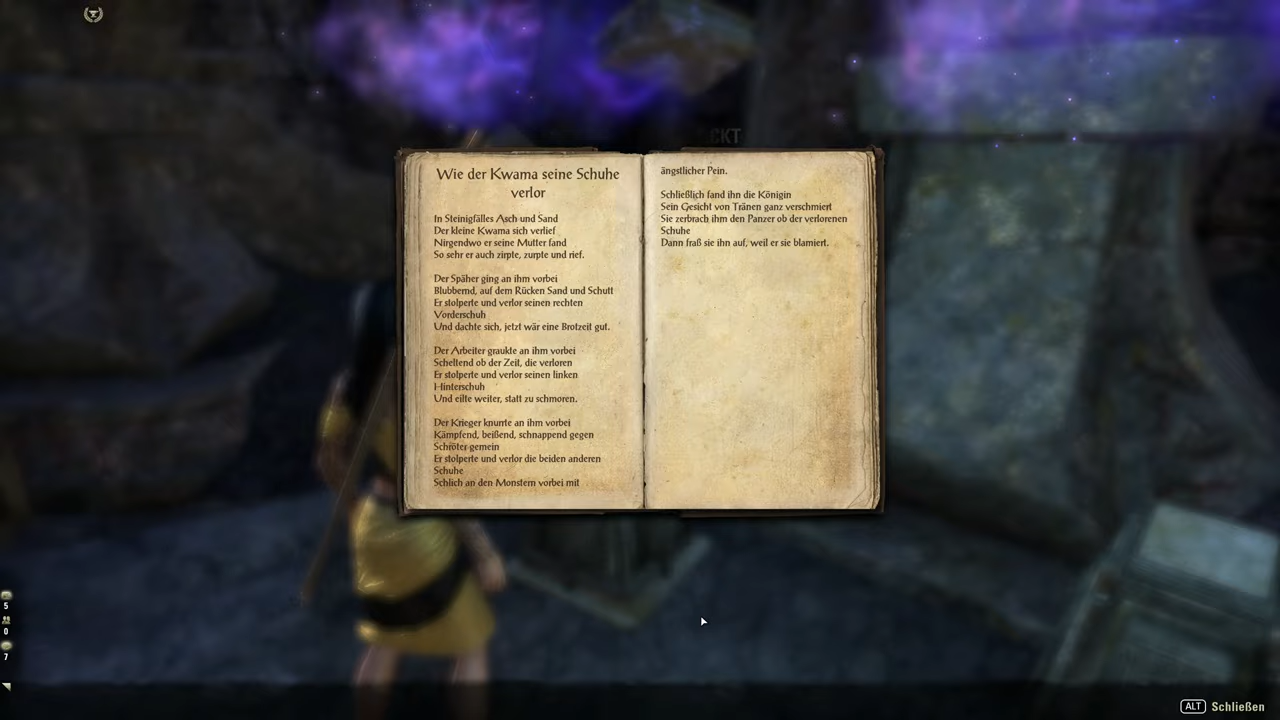 EKT
Wie der Kwama seine Schuhe
verlor
In Steinigfälles Asch und Sand
Der kleine Kwama sich verlief
Nirgendwo er seine Mutter fand
So sehr er auch zirpte, zurpte und rief.
Der Späher ging an ihm vorbei
Blubbernd, auf dem Rücken Sand und Schutt
Er stolperte und verlor seinen rechten
Vorderschuh
Und dachte sich, jetzt wär eine Brotzeit gut.
Der Arbeiter graukte an ihm vorbei
Scheltend ob der Zeit, die verloren
Er stolperte und verlor seinen linken
Hinterschuh
Und eilte weiter, statt zu schmoren.
Der Krieger knurrte an ihm vorbei
Kämpfend, beißend, schnappend gegen
Schröter gemein
Er stolperte und verlor die beiden anderen
Schuhe
Schlich an den Monstern vorbei mit
ängstlicher Pein.
Schließlich fand ihn die Königin
Sein Gesicht von Tränen ganz verschmiert
Sie zerbrach ihm den Panzer ob der verlorenen
Schuhe
Dann fraß sie ihn auf, weil er sie blamiert.
5
0
7
ALT Schließen